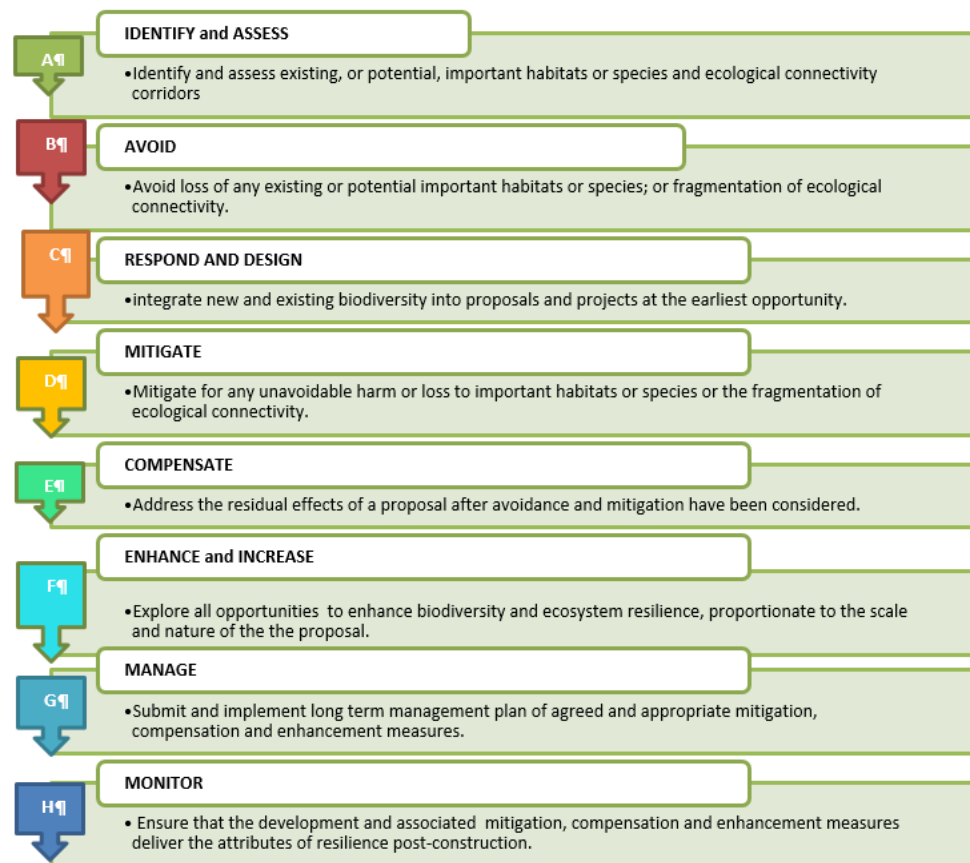 IDENTIFY and ASSESS
A¶
•Identify and assess existing, or potential, important habitats or species and ecological connectivity
corridors
B¶
AVOID
•Avoid loss of any existing or potential important habitats or species; or fragmentation of ecological
connectivity.
C¶
RESPOND AND DESIGN
•integrate new and existing biodiversity into proposals and projects at the earliest opportunity.
MITIGATE
D¶
•Mitigate for any unavoidable harm or loss to important habitats or species or the fragmentation of
ecological connectivity.
COMPENSATE
E¶
•Address the residual effects of a proposal after avoidance and mitigation have been considered.
ENHANCE and INCREASE
F¶
•Explore all opportunities  to enhance biodiversity and ecosystem resilience, proportionate to the scale
and nature of the the proposal.
MANAGE
G¶
•Submit and implement long term management plan of agreed and appropriate mitigation,
compensation and enhancement measures.
MONITOR
H¶
• Ensure that the development and associated  mitigation, compensation and enhancement measures
deliver the attributes of resilience post-construction.